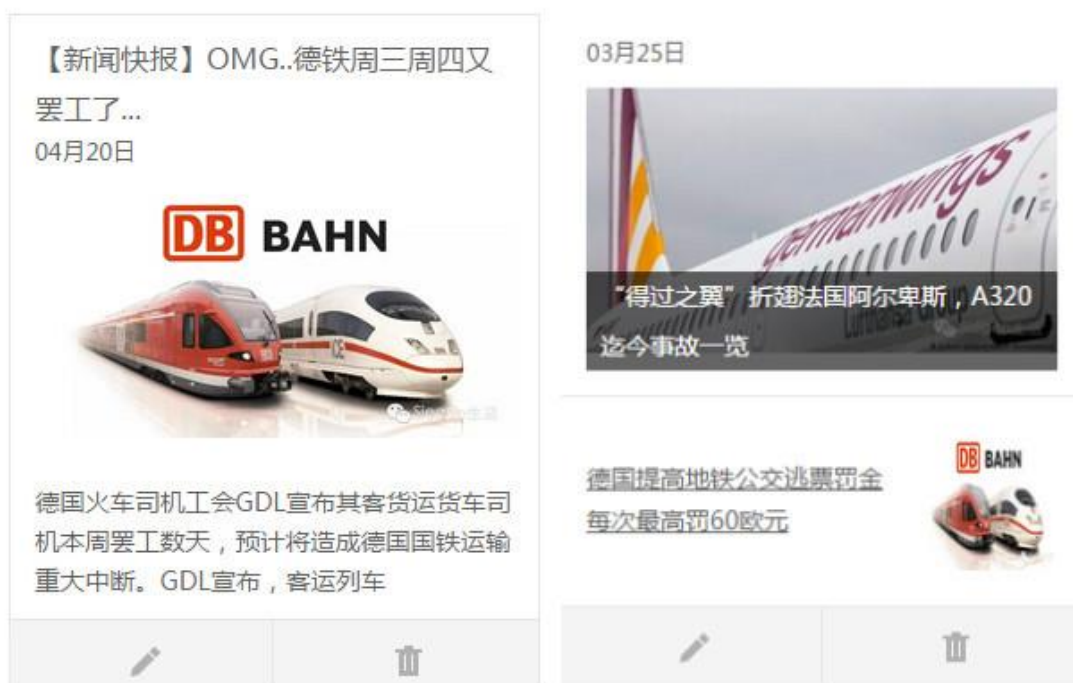 【新闻快报】OMG..德铁周三周四又
罢工了...
04月20日
DB BAHN
ICE
德国火车司机工会GDL宣布其客货运货车司
机本周罢工数天，预计将造成德国国铁运输
重大中断。GDL宣布，客运列车
03月25日
germanwings
“得过之翼”折翅法国阿尔卑斯，A320
迄今事故一览
Lufthansa Group
德国提高地铁公交逃票罚金
每次最高罚60欧元
DB BAHN